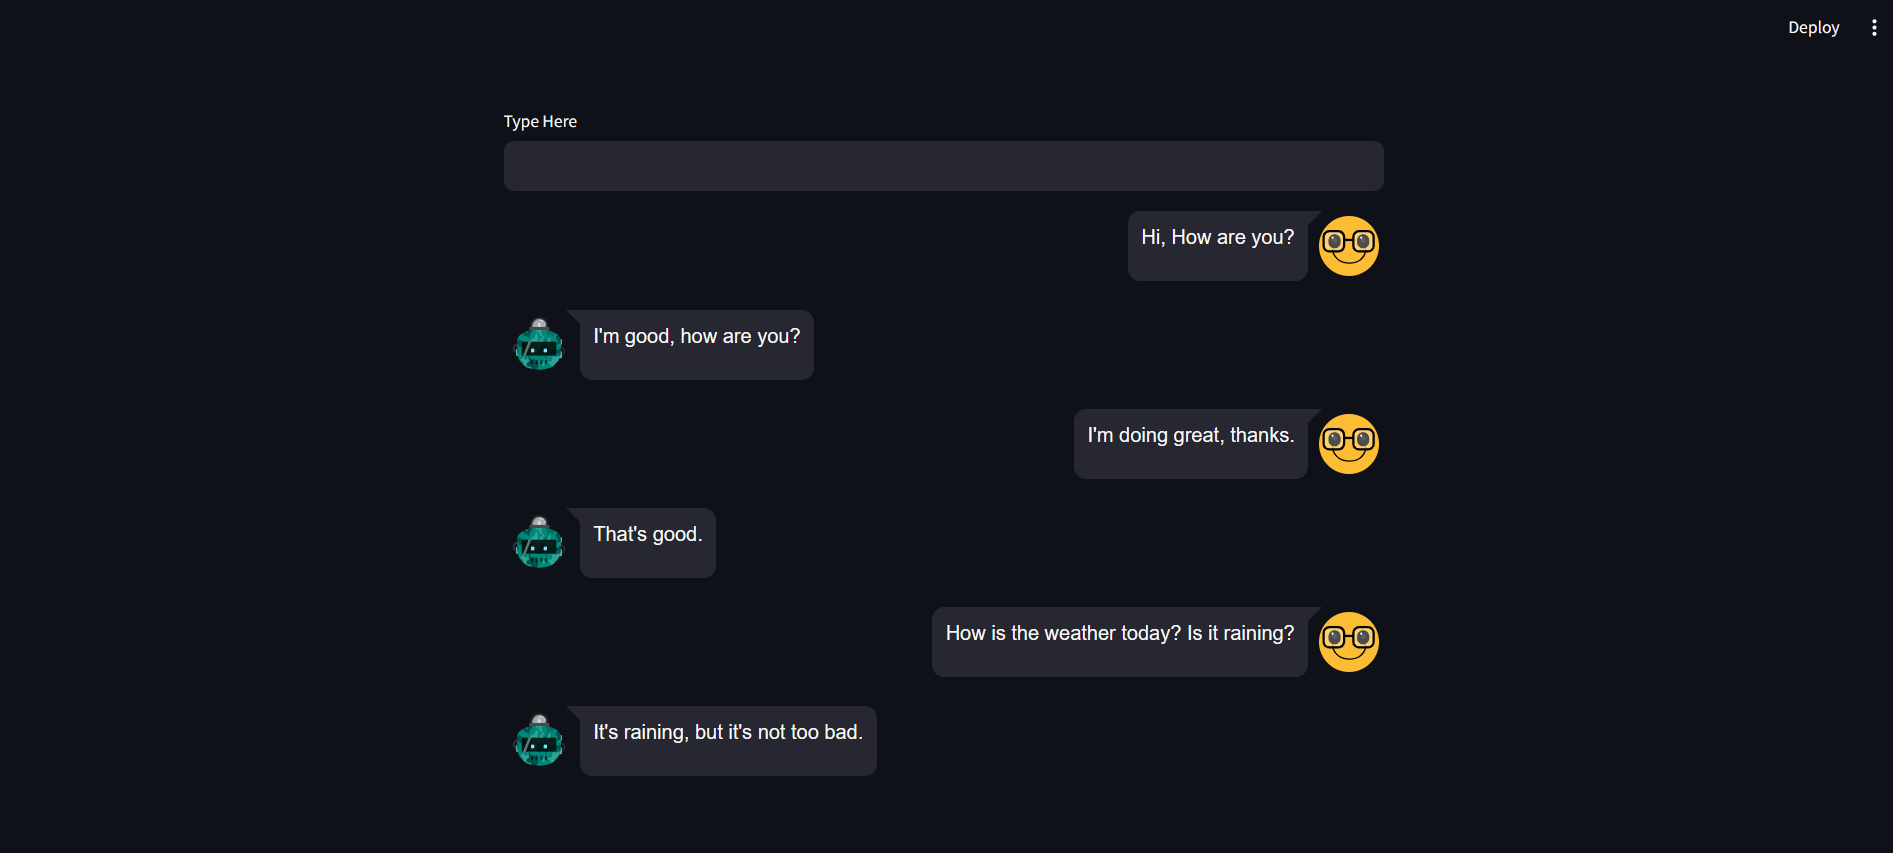 Deploy
Type Here
Hi, How are you?
I'm good, how are you?
I'm doing great, thanks.
That's good.
How is the weather today? Is it raining?
It's raining, but it's not too bad.